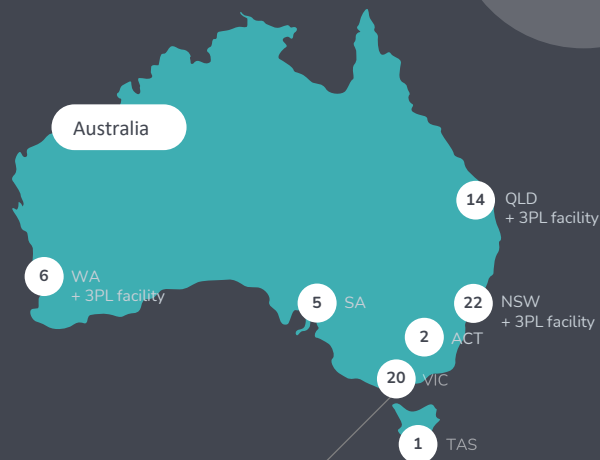 Australia
14
QLD
+ 3PL facility
6
WA
+ 3PL facility
5
SA
22
NSW
+ 3PL facility
2
ACT
20
VIC
1
TAS